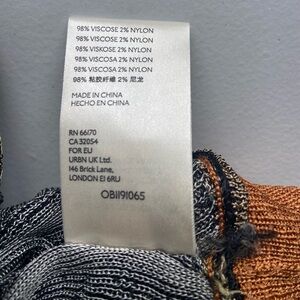 98% VISCOSE 2% NYLON
98% VISCOSE 2% NYLON
98% VISKOSE 2% NYLON
98% VISCOSA 2% NYLON
98% VISCOSA 2% NYLON
98% 粘胶纤维 2% 尼龙
MADE IN CHINA
HECHO EN CHINA
RN 66170
CA 32054
FOR EU
URBN UK Ltd.
146 Brick Lane,
LONDON E1 6RU
OB1191065